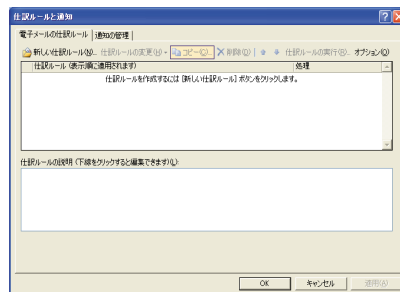 仕訳ルールと通知
電子メールの仕訳ルール 通知の管理
新しい仕訳ルール(N)... 仕訳ルールの変更(H) コピー(C)... 削除(D) 仕訳ルールの実行(R)... オプション(O)
仕訳ルール (表示順に適用されます) 処理
仕訳ルールを作成するには [新しい仕訳ルール] ボタンをクリックします。
仕訳ルールの説明 (下線をクリックすると編集できます)(L):
OK キャンセル 適用(A)